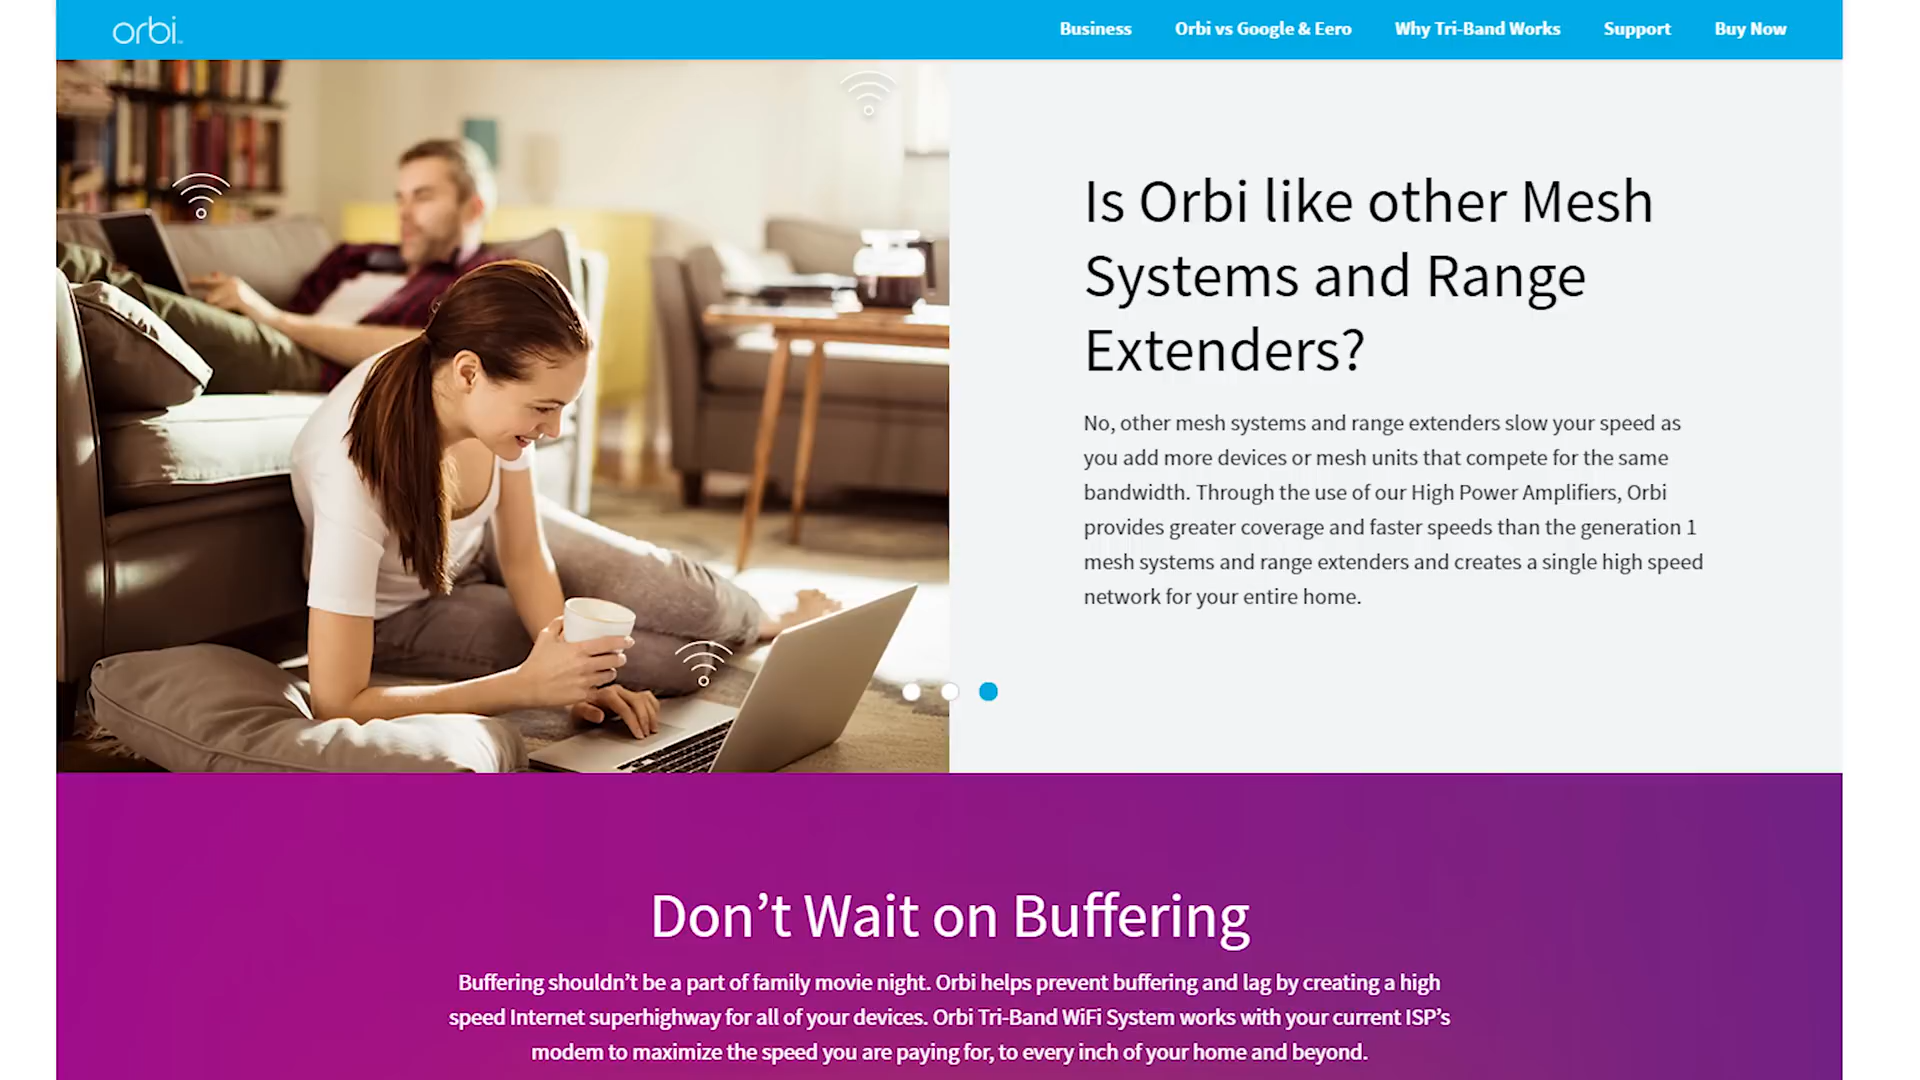 orbi
Business Orbi vs Google & Eero Why Tri-Band Works Support Buy Now
Is Orbi like other Mesh
Systems and Range
Extenders?
No, other mesh systems and range extenders slow your speed as
you add more devices or mesh units that compete for the same
bandwidth. Through the use of our High Power Amplifiers, Orbi
provides greater coverage and faster speeds than the generation 1
mesh systems and range extenders and creates a single high speed
network for your entire home.
Don’t Wait on Buffering
Buffering shouldn’t be a part of family movie night. Orbi helps prevent buffering and lag by creating a high
speed Internet superhighway for all of your devices. Orbi Tri-Band WiFi System works with your current ISP’s
modem to maximize the speed you are paying for, to every inch of your home and beyond.